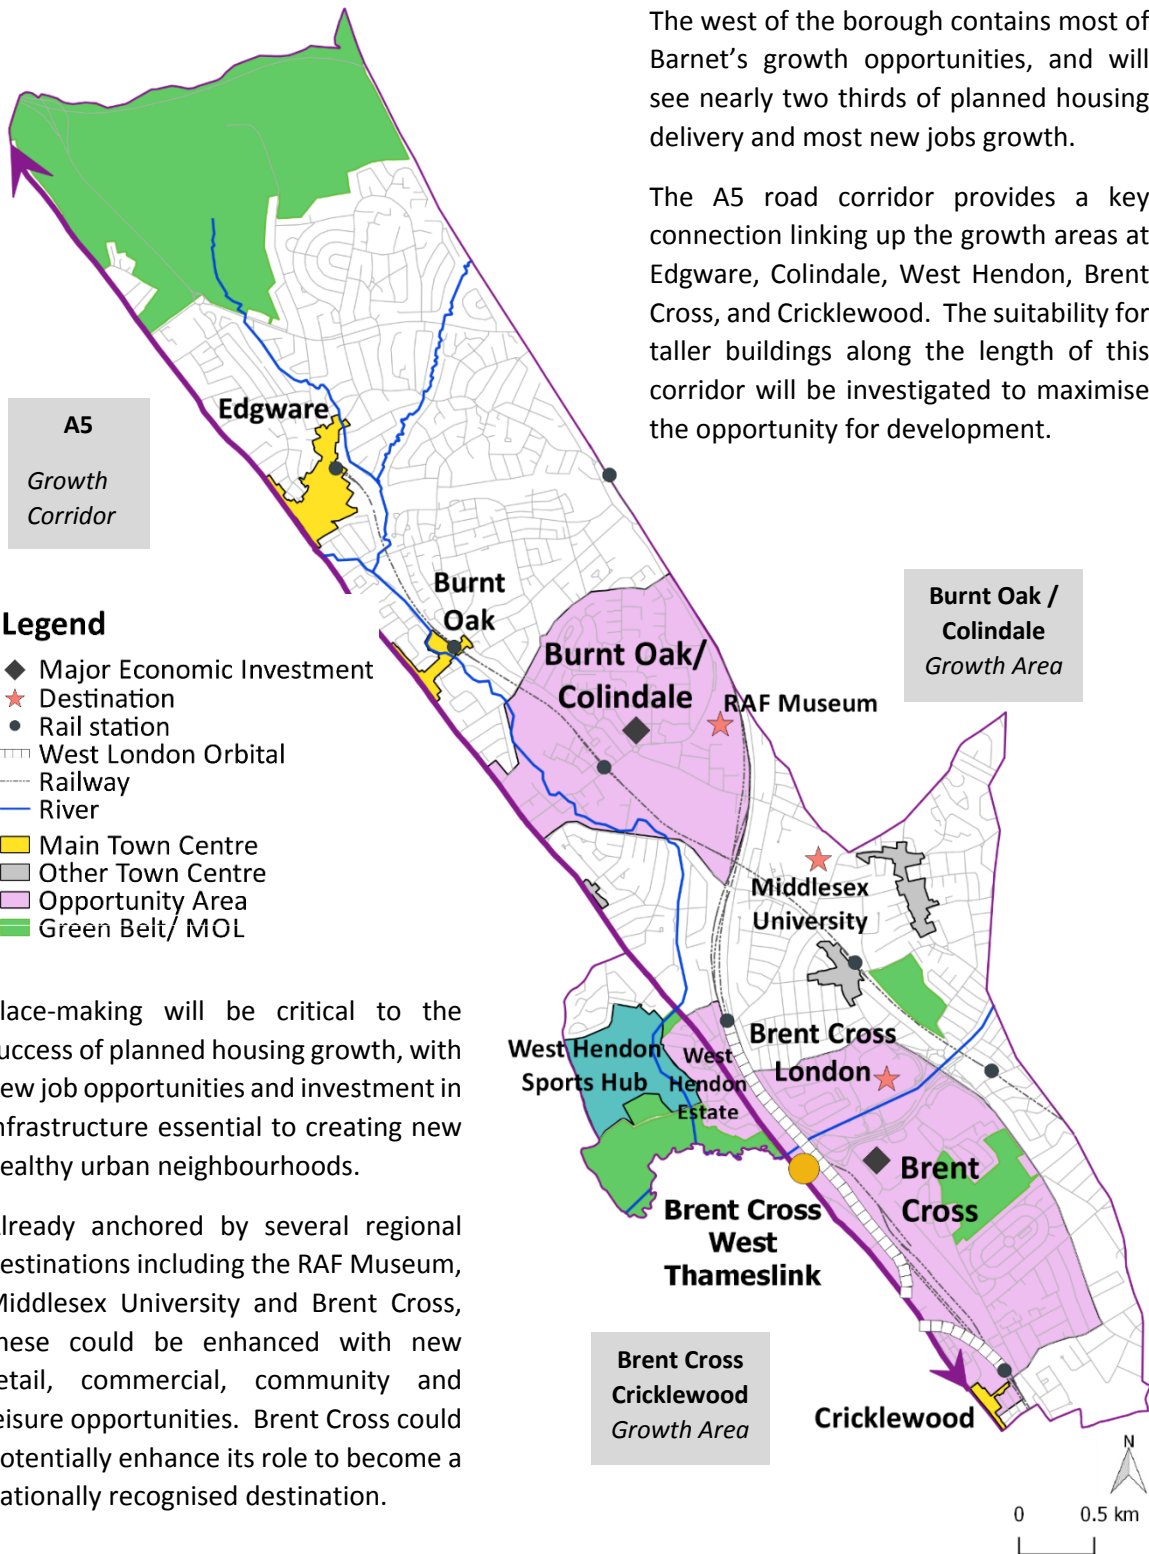 The west of the borough contains most of
Barnet's growth opportunities, and will
see nearly two thirds of planned housing
delivery and most new jobs growth.
The A5 road corridor provides a key
connection linking up the growth areas at
Edgware, Colindale, West Hendon, Brent
Cross, and Cricklewood. The suitability for
taller buildings along the length of this
corridor will be investigated to maximise
the opportunity for development.
A5
Growth
Corridor
Edgware
Burnt
Oak
Burnt Oak/
Colindale
RAF Museum
Burnt Oak /
Colindale
Growth Area
Legend
Major Economic Investment
Destination
Rail station
West London Orbital
Railway
River
Main Town Centre
Other Town Centre
Opportunity Area
Green Belt/ MOL
Middlesex
University
West Hendon
Sports Hub
West
Hendon
Estate
Brent Cross
London
Brent
Cross
Brent Cross
West
Thameslink
Brent Cross
Cricklewood
Growth Area
Cricklewood
lace-making will be critical to the
uccess of planned housing growth, with
ew job opportunities and investment in
nfrastructure essential to creating new
ealthy urban neighbourhoods.
lready anchored by several regional
estinations including the RAF Museum,
Middlesex University and Brent Cross,
hese could be enhanced with new
etail, commercial, community and
eisure opportunities. Brent Cross could
otentially enhance its role to become a
ationally recognised destination.
N
0 0.5 km